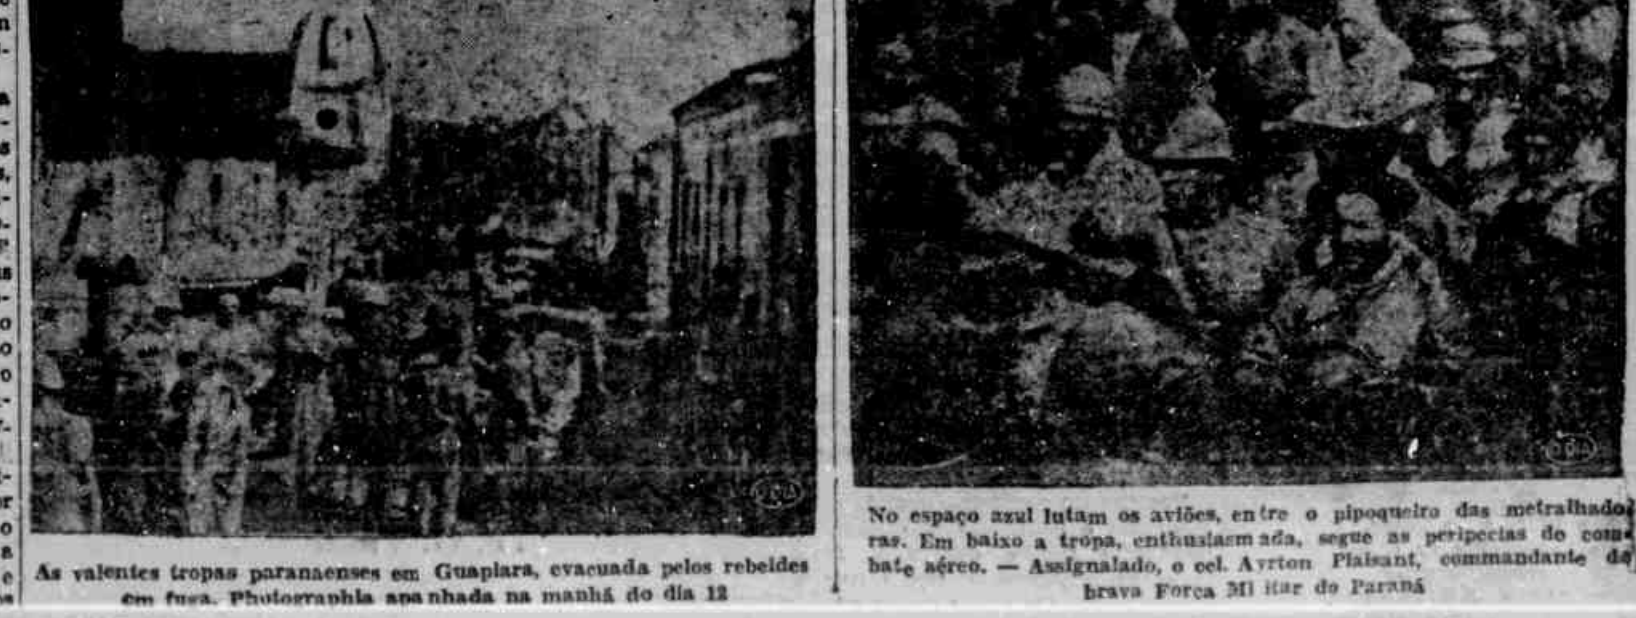 As valentes tropas paranaenses em Guapiara, evacuada pelos rebeldes
em fuga. Photographia apanhada na manhã do dia 12
No espaço azul lutam os aviões, entre o pipoqueiro das metralhado-
ras. Em baixo a tropa, enthusiasmada, segue as peripecias do com-
bate aéreo. — Assignalado, o cel. Ayrton Plaisant, commandante da
brava Força Militar do Paraná